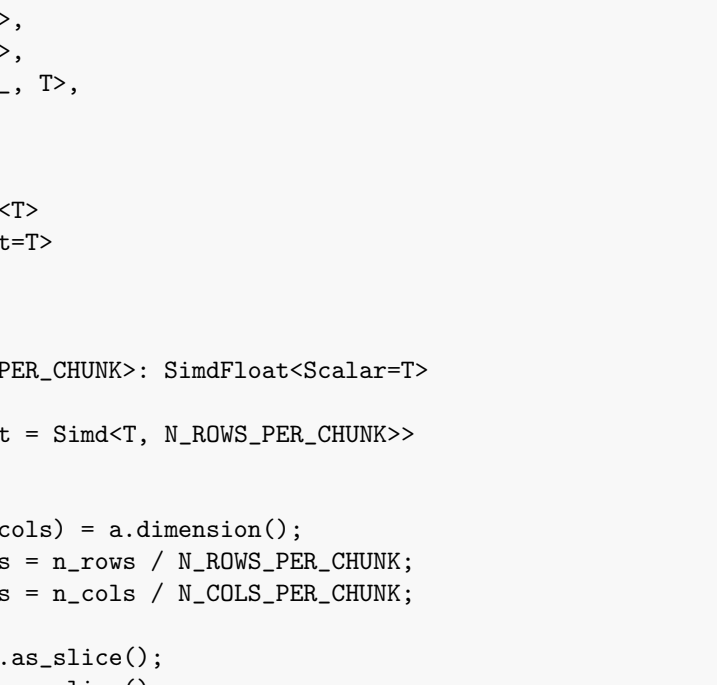 >,
>,
_, T>,
<T>
t=T>
PER_CHUNK>: SimdFloat<Scalar=T>
t = Simd<T, N_ROWS_PER_CHUNK>>
cols) = a.dimension();
s = n_rows / N_ROWS_PER_CHUNK;
s = n_cols / N_COLS_PER_CHUNK;
.as_slice();